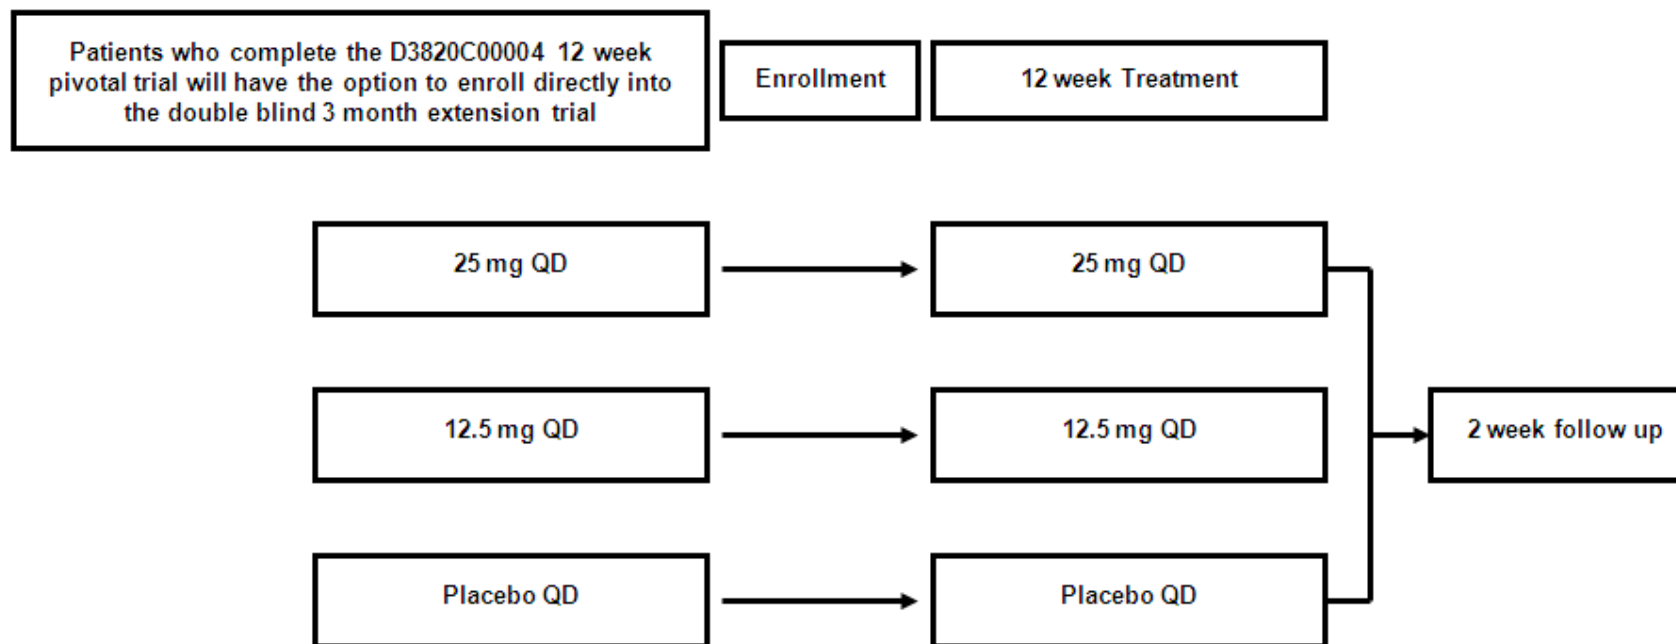 Patients who complete the D3820C00004 12 week
pivotal trial will have the option to enroll directly into
the double blind 3 month extension trial
Enrollment
12 week Treatment
25 mg QD
25 mg QD
12.5 mg QD
12.5 mg QD
2 week follow up
Placebo QD
Placebo QD